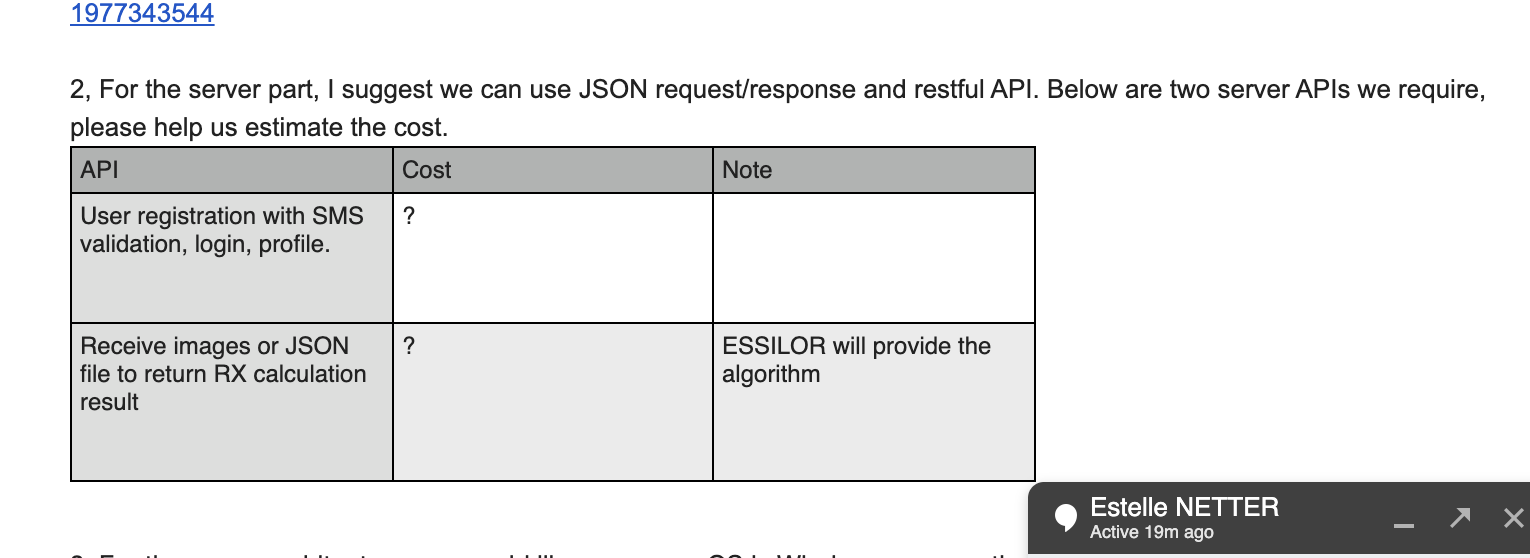 1977343544
2, For the server part, I suggest we can use JSON request/response and restful API. Below are two server APIs we require,
please help us estimate the cost.
API Cost Note
User registration with SMS ?
validation, login, profile.
Receive images or JSON ? ESSILOR will provide the
file to return RX calculation algorithm
result
Estelle NETTER
Active 19m ago